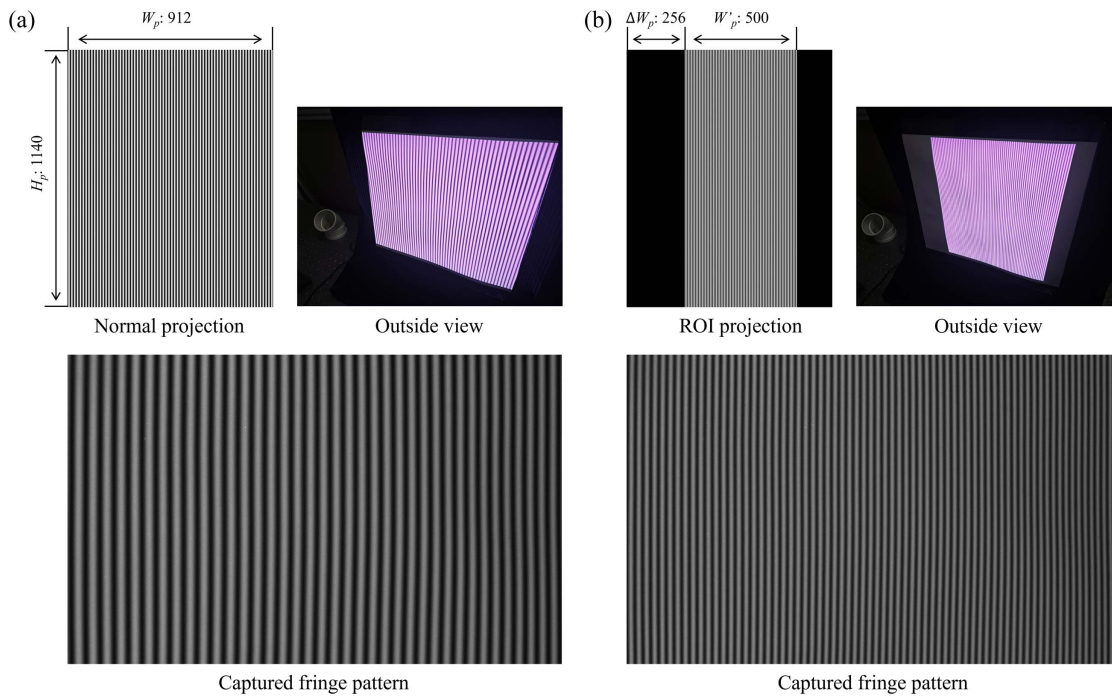 (a)
W_p: 912
H_p: 1140
Normal projection
Outside view
Captured fringe pattern
(b)
ΔW_p: 256
W'_p: 500
ROI projection
Outside view
Captured fringe pattern